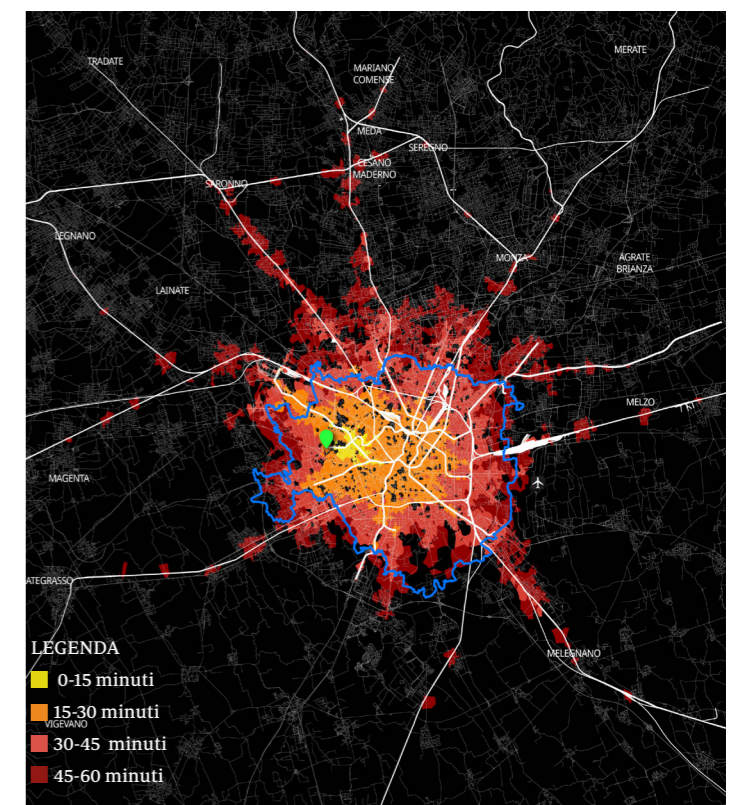 MERATE
TRADATE
MARIANO
COMENSE
MEDA
SEREGNO
CESANO
MADERNO
SARONNO
LEGNANO
MONZA
AGRATE
BRIANZA
LAINATE
MELZO
MAGENTA
ATEGRASSO
LEGENDA
MELEGNANO
0-15 minuti
15-30 minuti
VIGEVANO
30-45 minuti
45-60 minuti